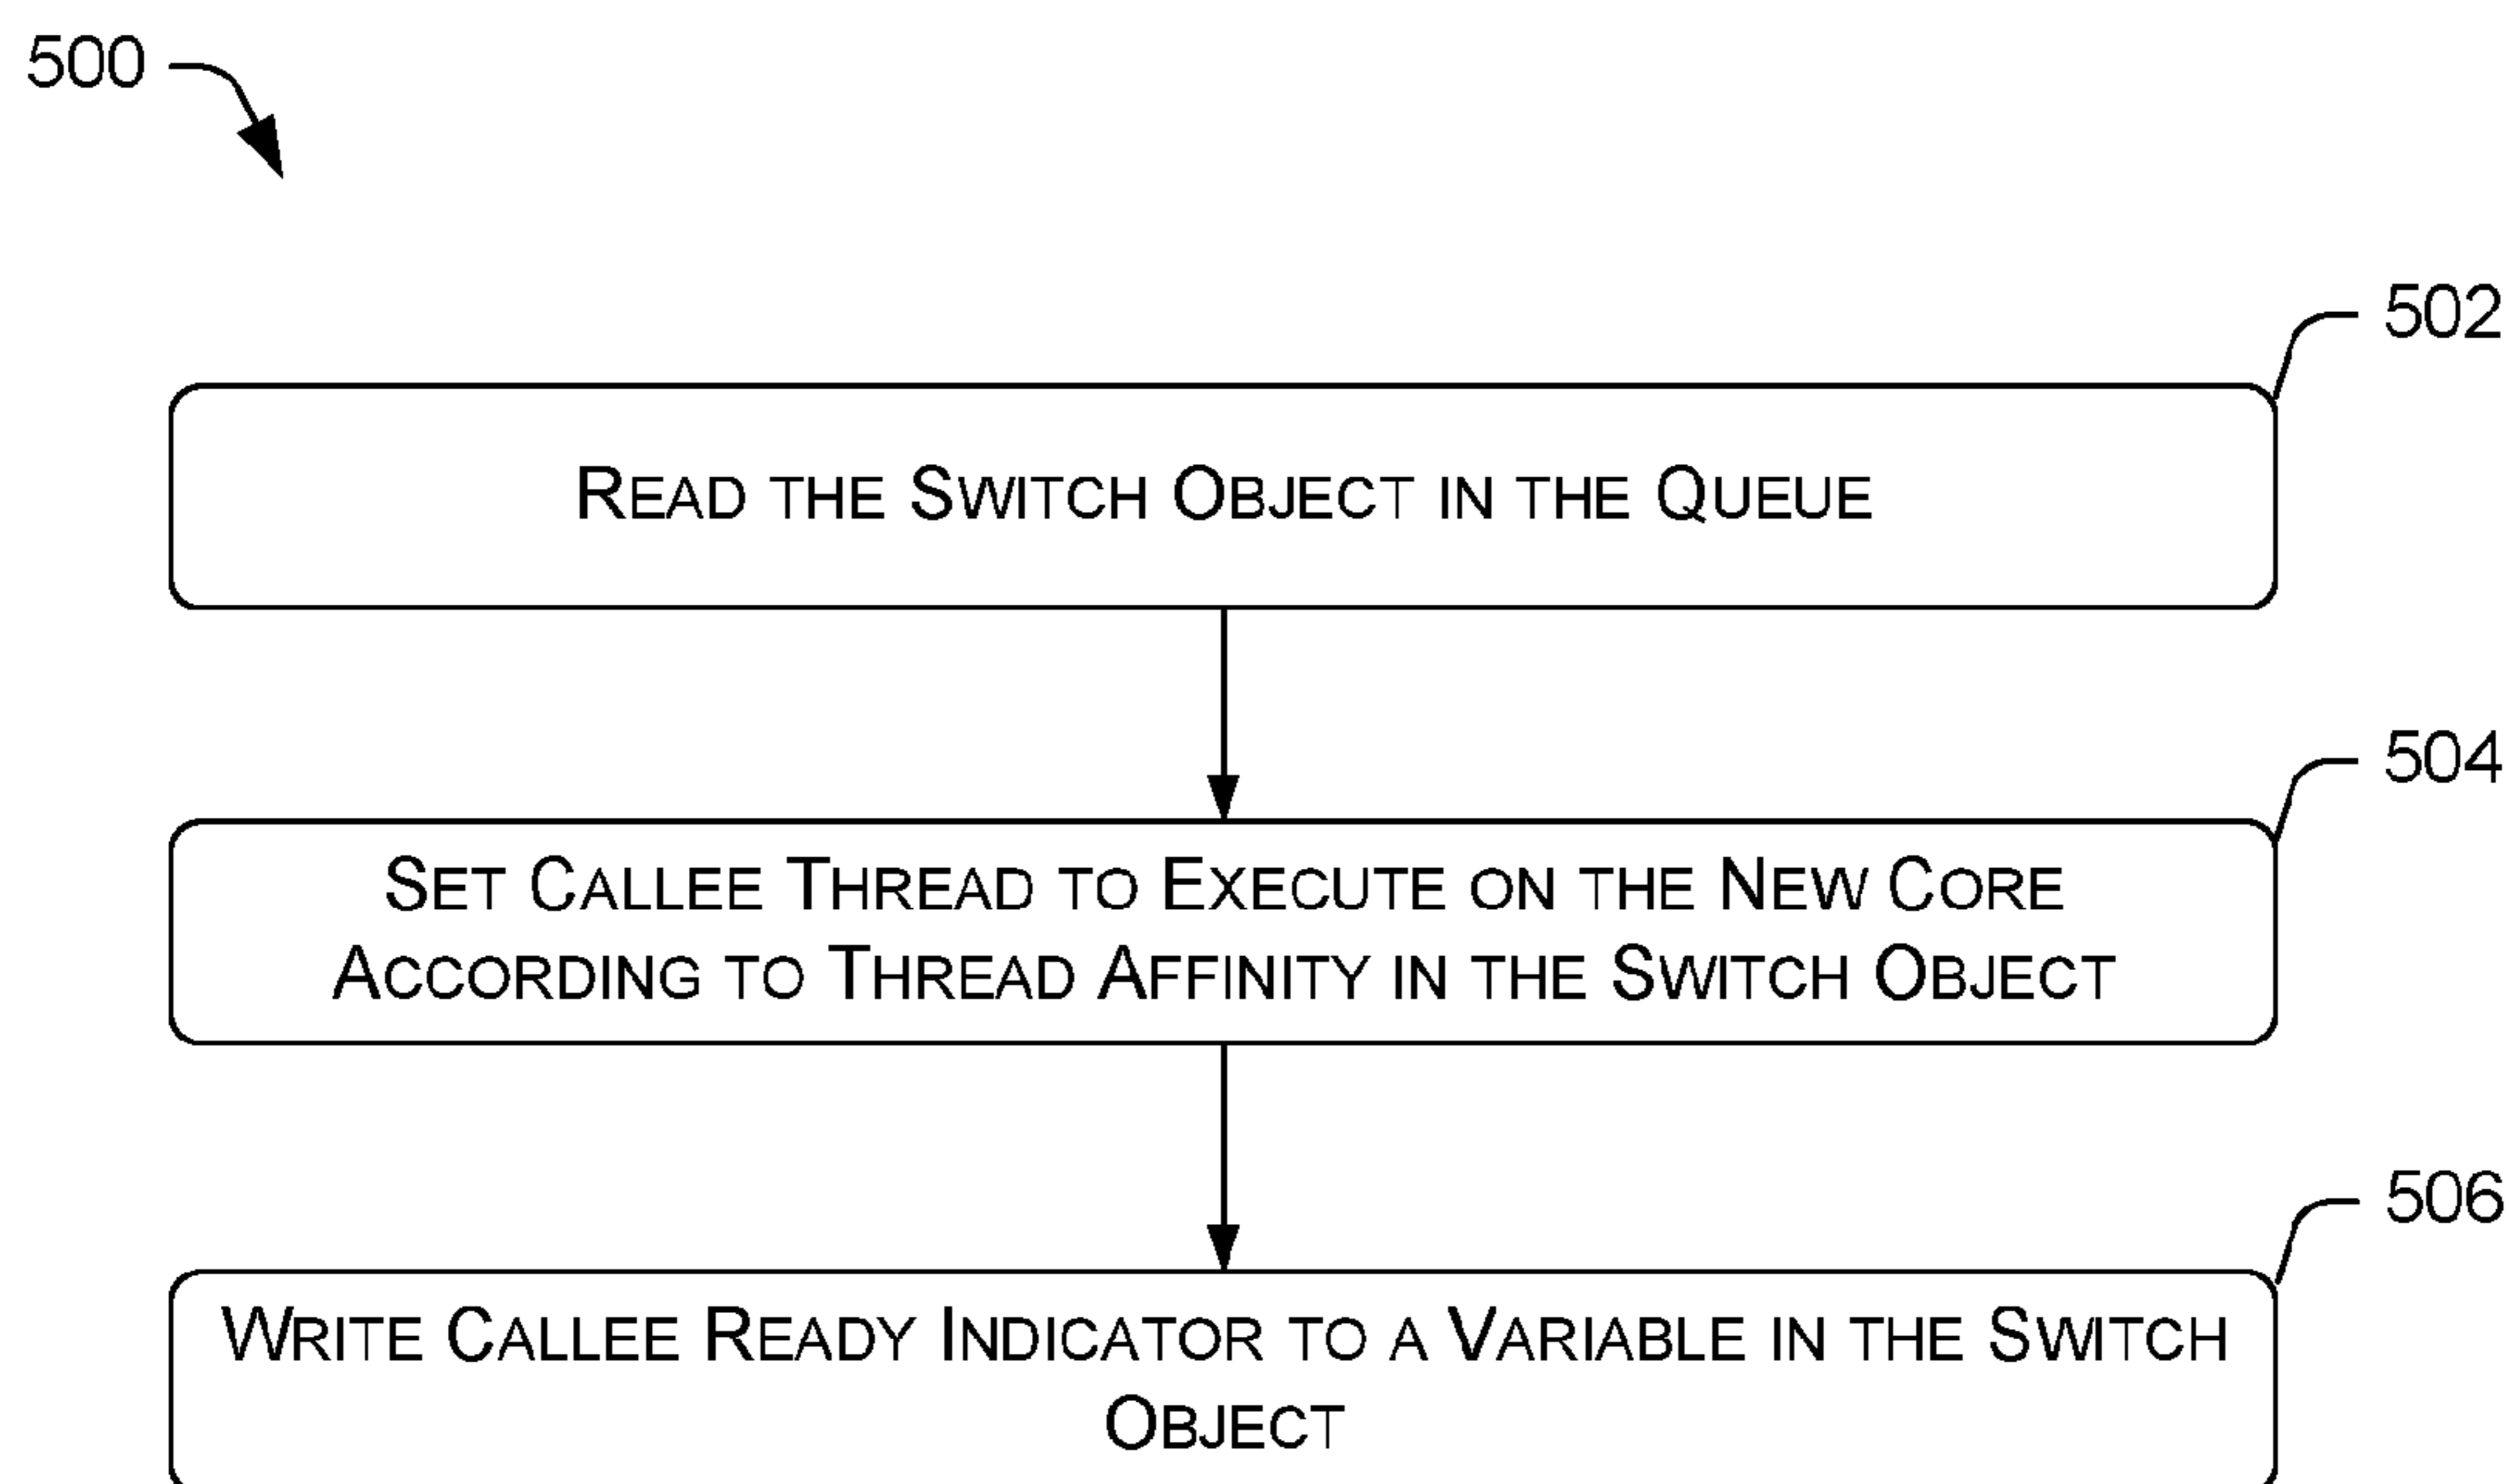 500
502
READ THE SWITCH OBJECT IN THE QUEUE
504
SET CALLEE THREAD TO EXECUTE ON THE NEW CORE
ACCORDING TO THREAD AFFINITY IN THE SWITCH OBJECT
506
WRITE CALLEE READY INDICATOR TO A VARIABLE IN THE SWITCH
OBJECT